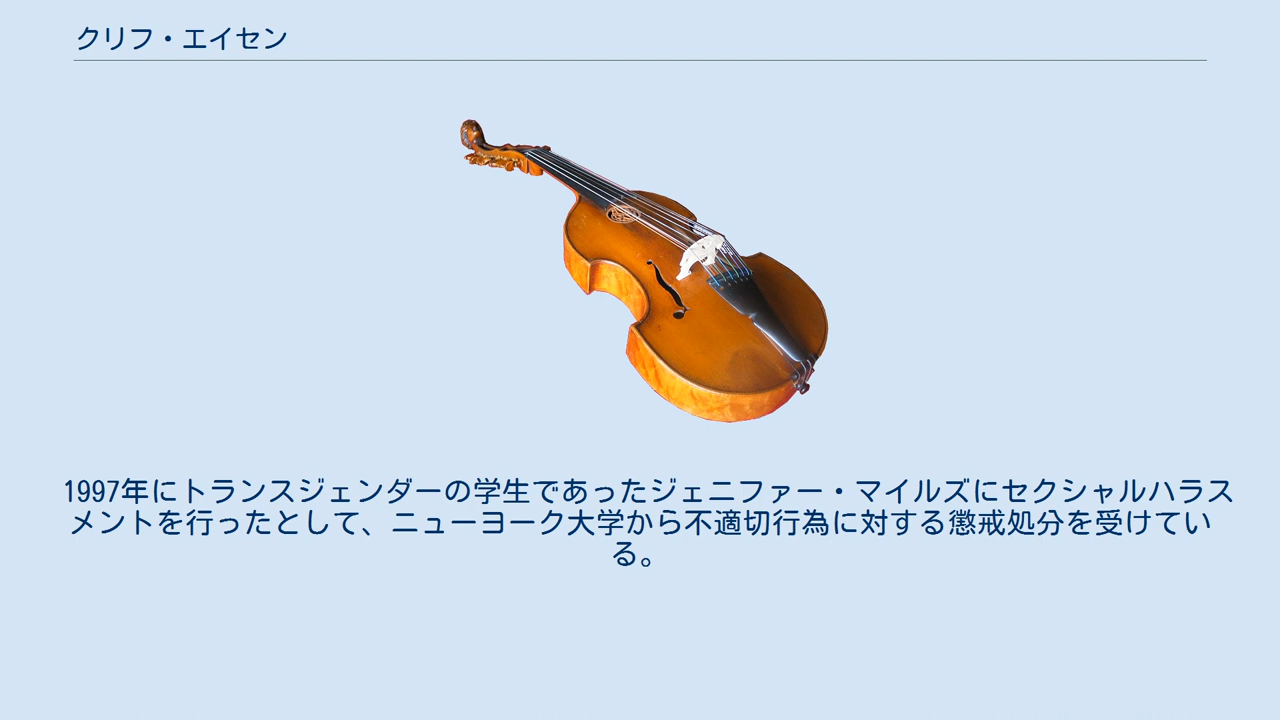 クリフ・エイセン
1997年にトランスジェンダーの学生であったジェニファー・マイルズにセクシャルハラス
メントを行ったとして、ニューヨーク大学から不適切行為に対する懲戒処分を受けてい
る。